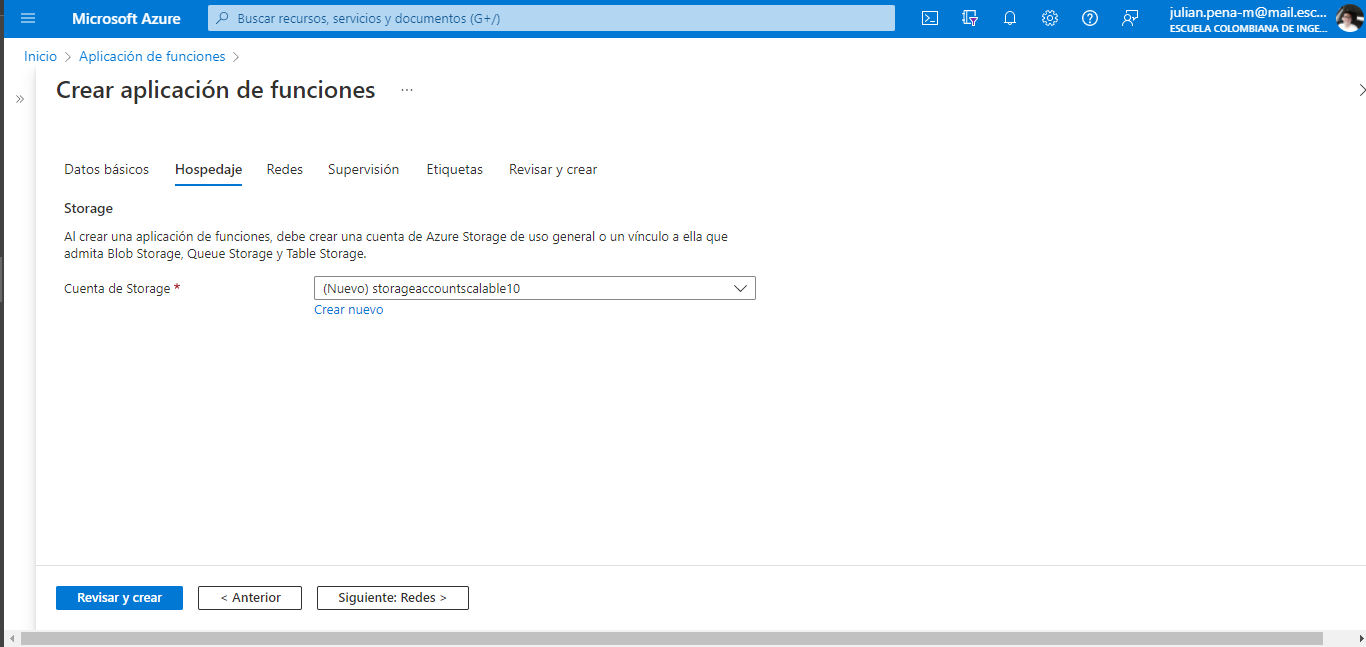 Microsoft Azure
Buscar recursos, servicios y documentos (G+/)
julian.pena-m@mail.esc...
ESCUELA COLOMBIANA DE INGE...
Inicio > Aplicación de funciones >
Crear aplicación de funciones ...
Datos básicos Hospedaje Redes Supervisión Etiquetas Revisar y crear
Storage
Al crear una aplicación de funciones, debe crear una cuenta de Azure Storage de uso general o un vínculo a ella que
admita Blob Storage, Queue Storage y Table Storage.
Cuenta de Storage *
(Nuevo) storageaccountscalable10
Crear nuevo
Revisar y crear
< Anterior
Siguiente: Redes >